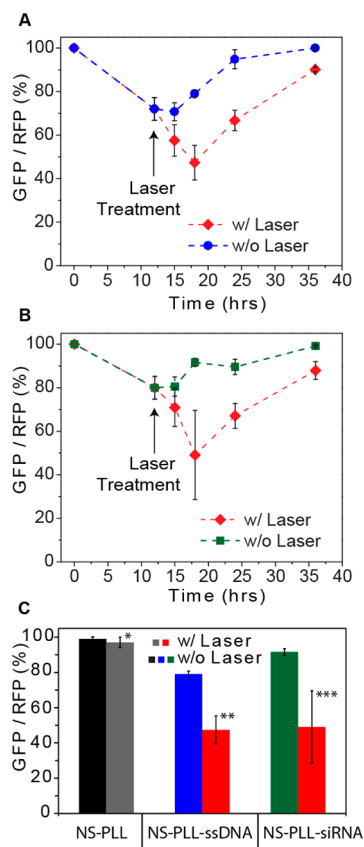 A
GFP / RFP (%)
100
80
60
40
20
0
Laser
Treatment
w/ Laser
w/o Laser
0 5 10 15 20 25 30 35 40
Time (hrs)
B
GFP / RFP (%)
100
80
60
40
20
0
Laser
Treatment
w/ Laser
w/o Laser
0 5 10 15 20 25 30 35 40
Time (hrs)
C
GFP / RFP (%)
100
80
60
40
20
0
w/ Laser
w/o Laser
*
**
***
NS-PLL NS-PLL-ssDNA NS-PLL-siRNA